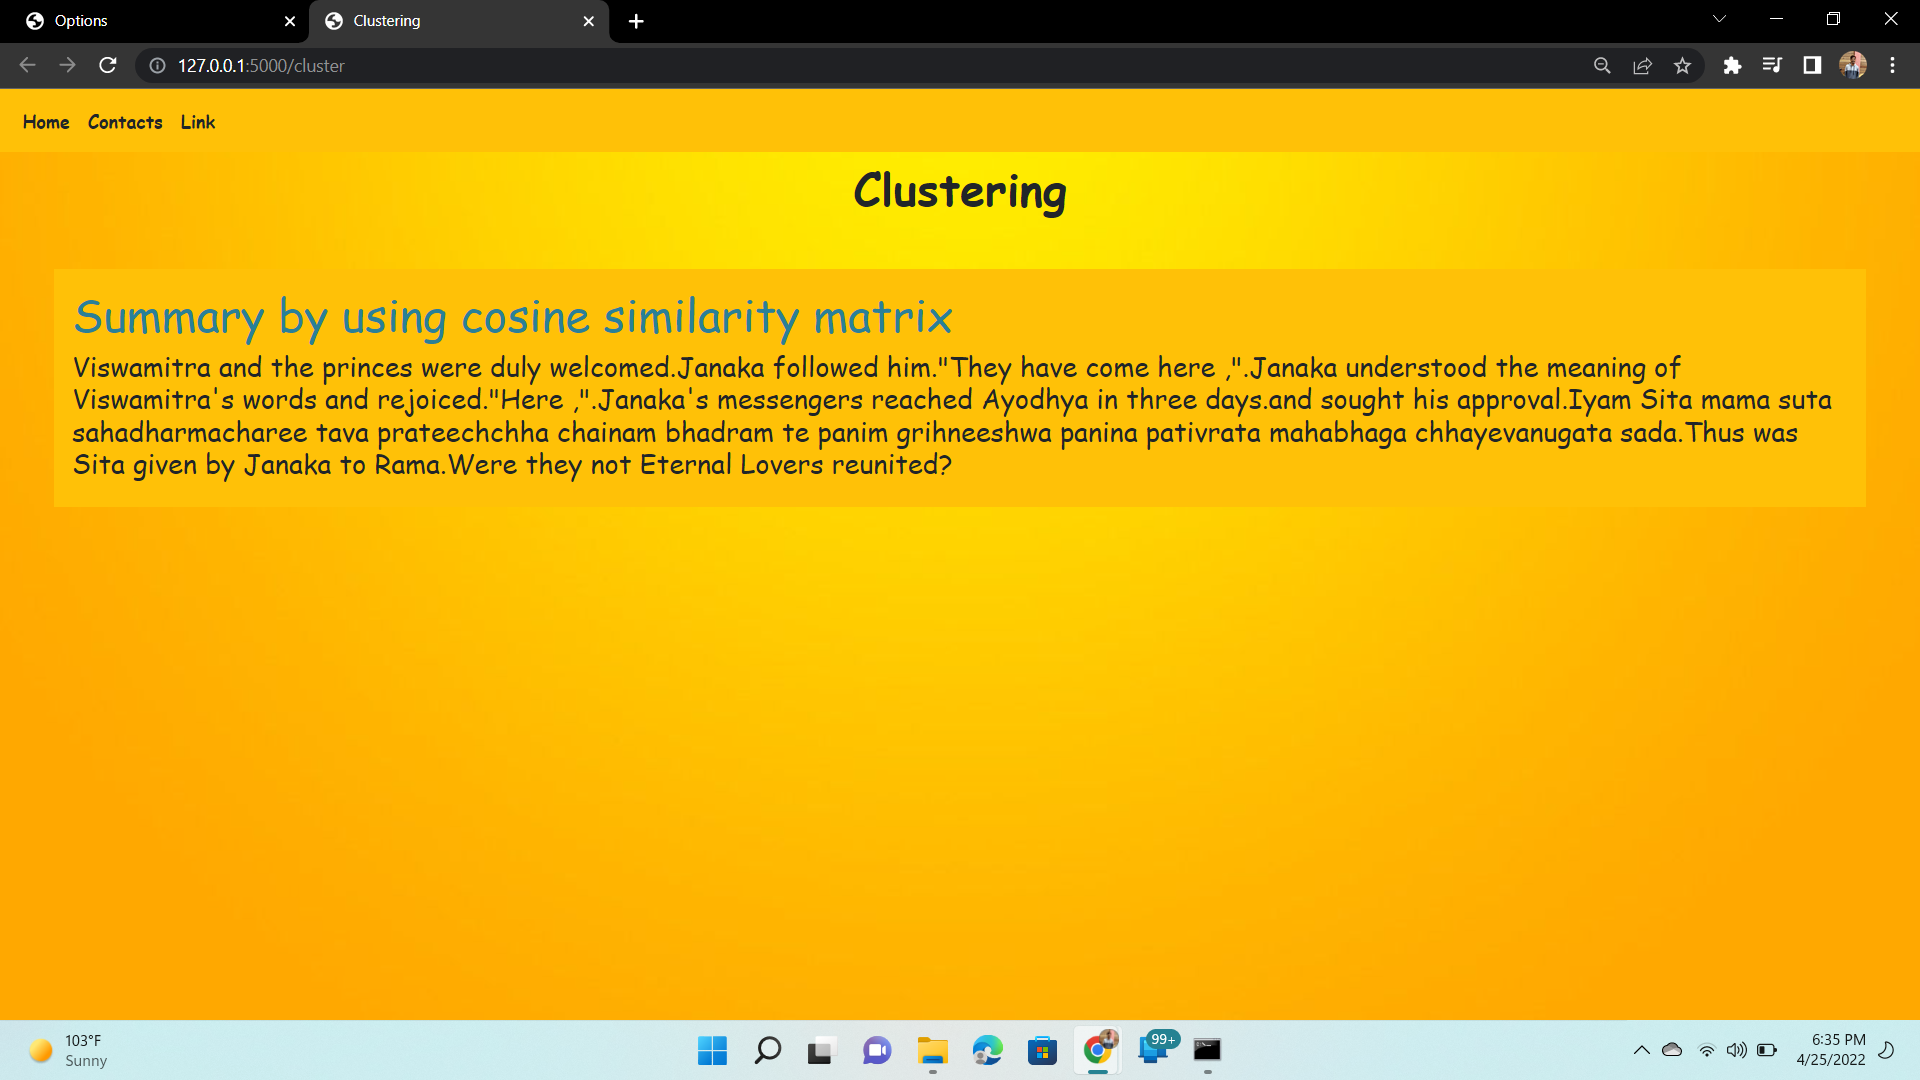 Options
Clustering
127.0.0.1:5000/cluster
Home Contacts Link
Clustering
Summary by using cosine similarity matrix
Viswamitra and the princes were duly welcomed.Janaka followed him."They have come here ,".Janaka understood the meaning of
Viswamitra's words and rejoiced."Here ,".Janaka's messengers reached Ayodhya in three days.and sought his approval.Iyam Sita mama suta
sahadharmacharee tava prateechchha chainam bhadram te panim grihneeshwa panina pativrata mahabhaga chhayevanugata sada.Thus was
Sita given by Janaka to Rama.Were they not Eternal Lovers reunited?
103°F
Sunny
99+
6:35 PM
4/25/2022